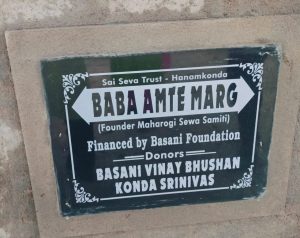 Sai Seva Trust - Hanamkonda
BABA AMTE MARG
(Founder Maharogi Sewa Samiti)
Financed by Basani Foundation
Donors
BASANI VINAY BHUSHAN
KONDA SRINIVAS